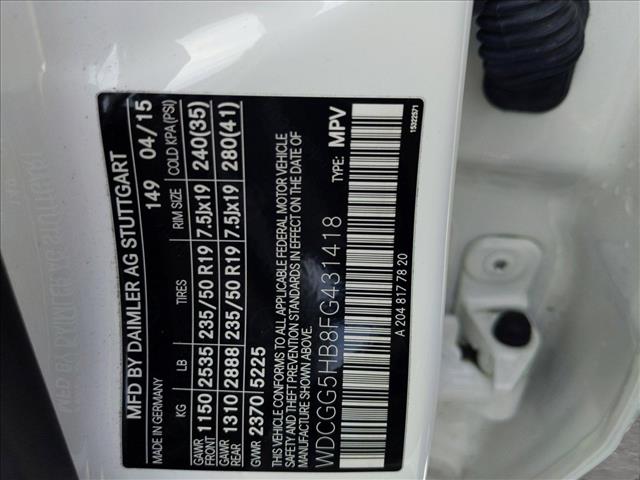 MFD BY DAIMLER AG STUTTGART
MADE IN GERMANY 149 04/15
KG LB TIRES RIM SIZE COLD KPA (PSI)
GAWR FRONT 1150 2535 235/50 R19 7.5Jx19 240(35)
GAWR REAR 1310 2888 235/50 R19 7.5Jx19 280(41)
GVWR 2370 5225
THIS VEHICLE CONFORMS TO ALL APPLICABLE FEDERAL MOTOR VEHICLE
SAFETY AND THEFT PREVENTION STANDARDS IN EFFECT ON THE DATE OF
MANUFACTURE SHOWN ABOVE.
TYPE: MPV
WDCGG5HB8FG431418
A 204 817 78 20
15322571